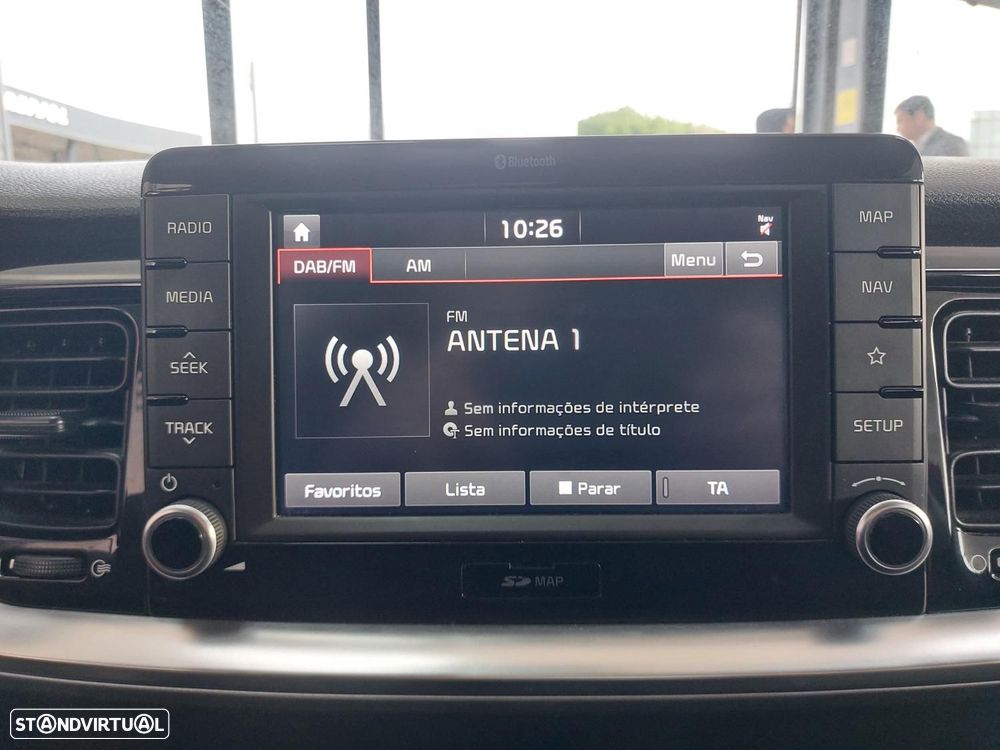 Bluetooth
RADIO
MEDIA
SEEK
TRACK
10:26
Nav
DAB/FM
AM
Menu
FM
ANTENA 1
Sem informações de intérprete
Sem informações de título
Favoritos
Lista
Parar
TA
MAP
NAV
SETUP
SD MAP
STANDVIRTUAL